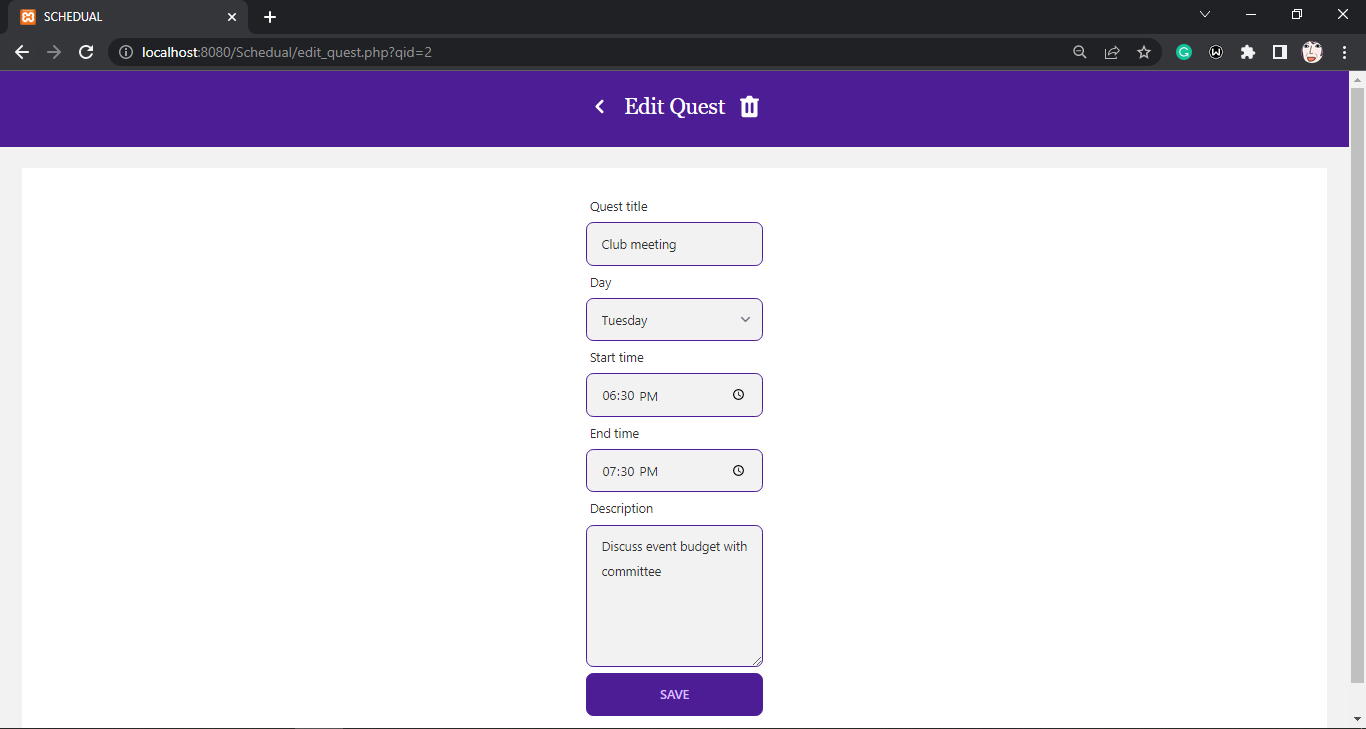 SCHEDUAL
localhost:8080/Schedual/edit_quest.php?qid=2
Edit Quest
Quest title
Club meeting
Day
Tuesday
Start time
06:30 PM
End time
07:30 PM
Description
Discuss event budget with
committee
SAVE